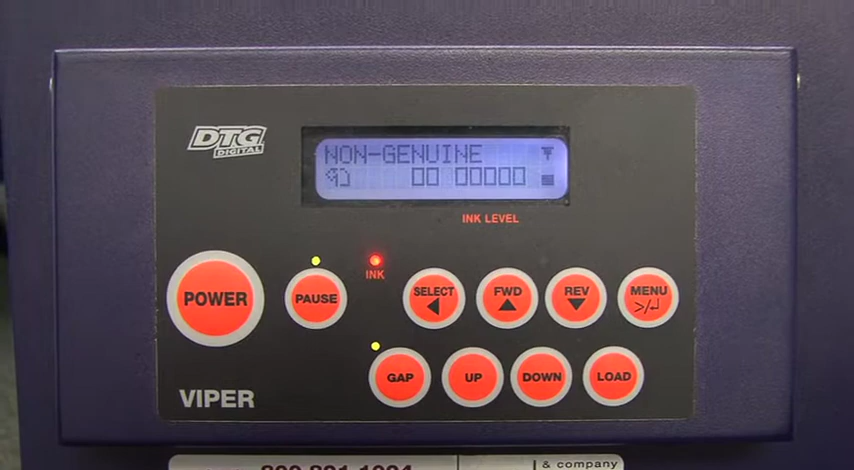 DTG
DIGITAL
NON-GENUINE
00 00000
INK LEVEL
INK
POWER
PAUSE
SELECT
FWD
REV
MENU
GAP
UP
DOWN
LOAD
VIPER
& company